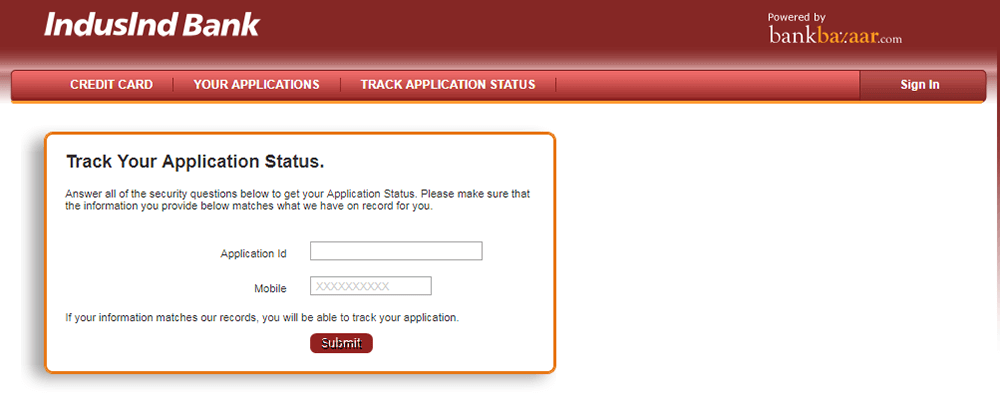 IndusInd Bank
Powered by
bankbazaar.com
CREDIT CARD
YOUR APPLICATIONS
TRACK APPLICATION STATUS
Sign In
Track Your Application Status.
Answer all of the security questions below to get your Application Status. Please make sure that
the information you provide below matches what we have on record for you.
Application Id
Mobile
XXXXXXXXXX
If your information matches our records, you will be able to track your application.
Submit